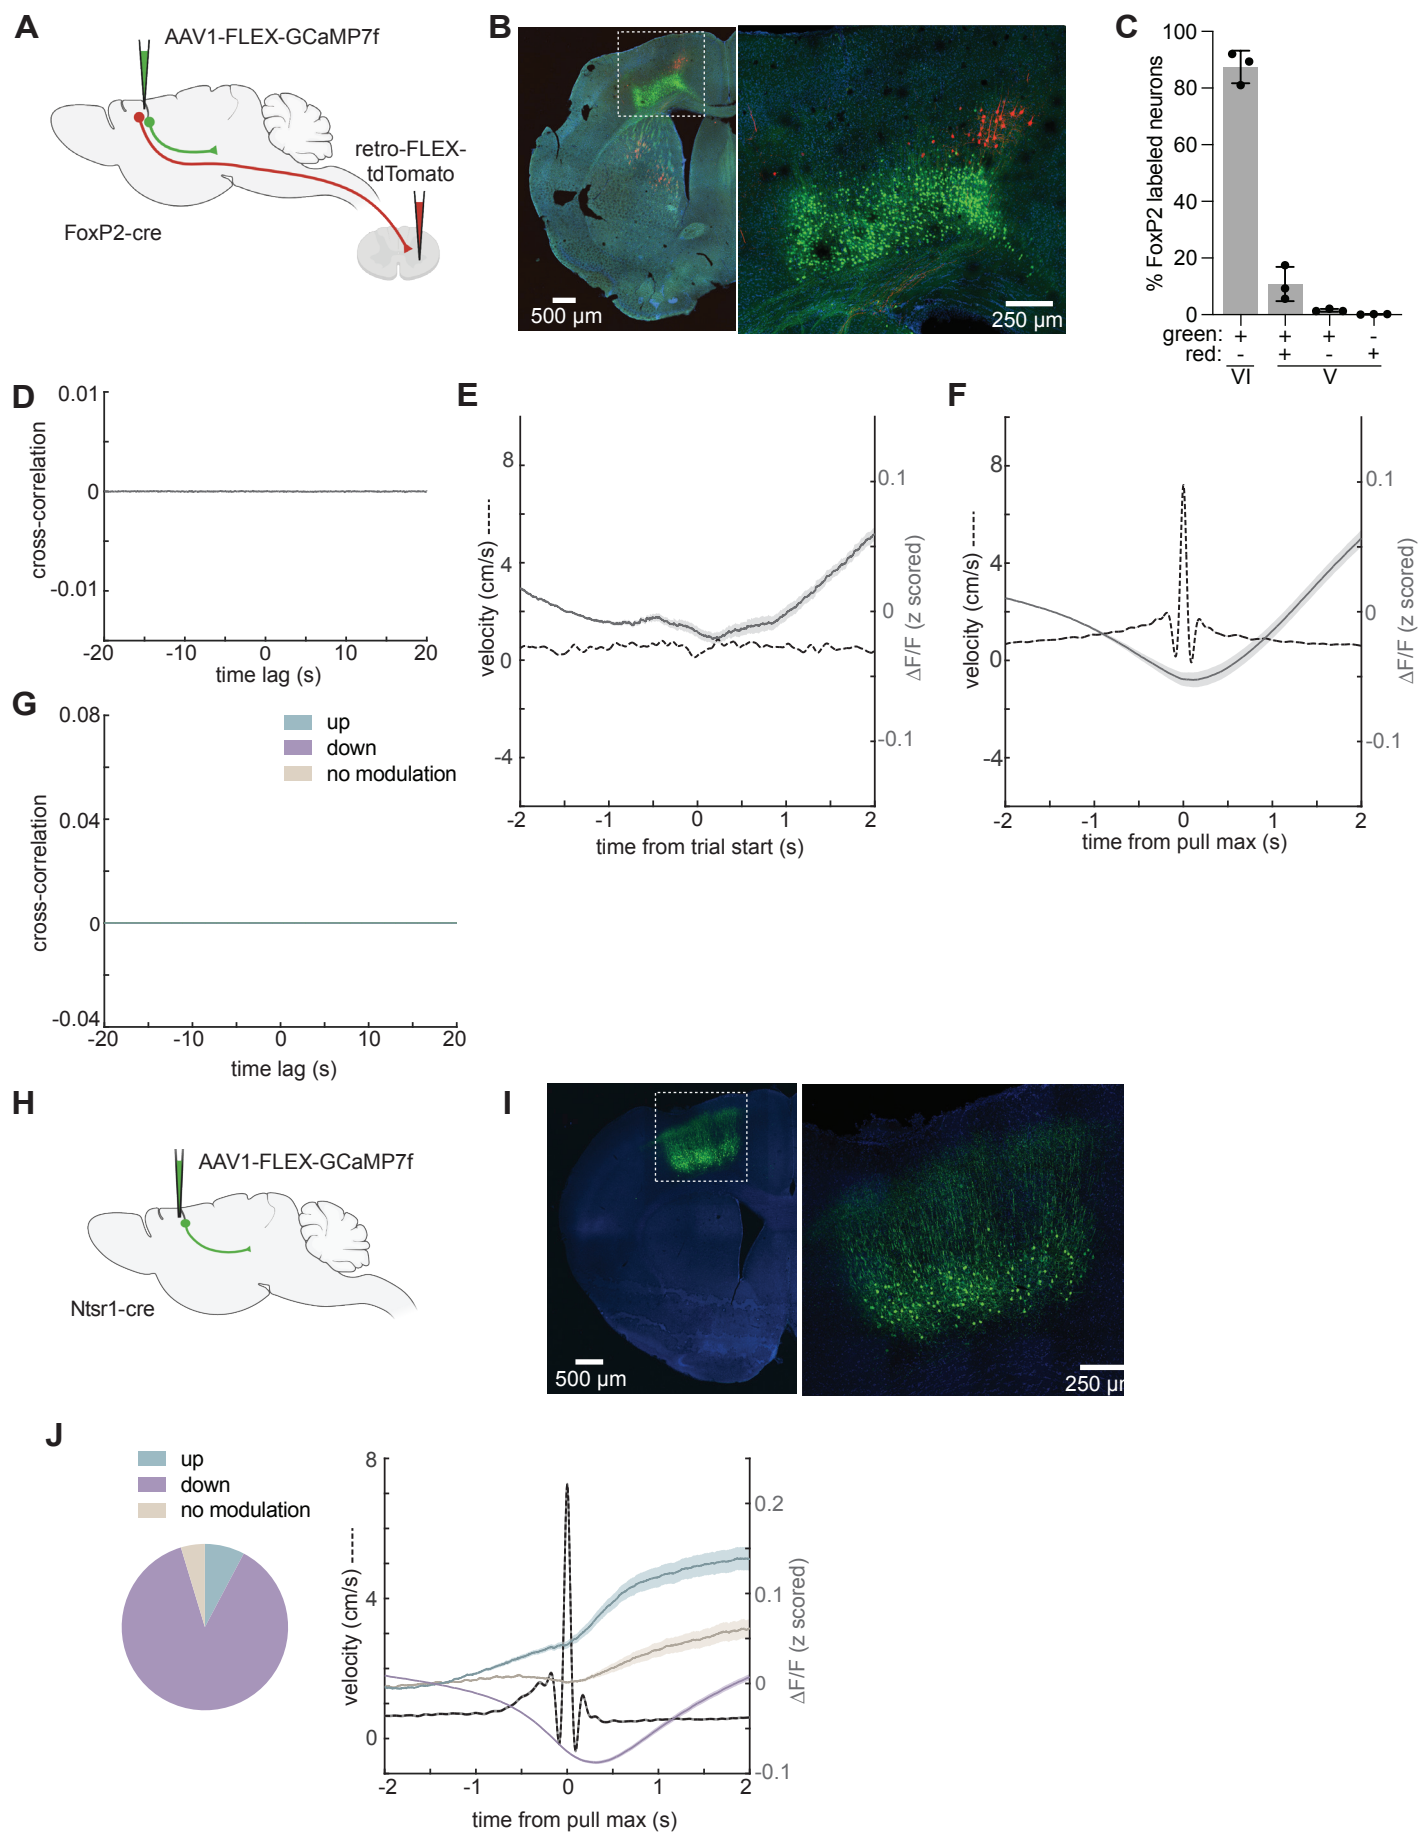 A
AAV1-FLEX-GCaMP7f
retro-FLEX-
tdTomato
FoxP2-cre
B
500 µm
250 µm
C
% FoxP2 labeled neurons
100
80
60
40
20
0
green: + + + -
red: - + - +
VI V
D
cross-correlation
0.01
0
-0.01
-20 -10 0 10 20
time lag (s)
E
velocity (cm/s)
8
4
0
-4
0.1
0
-0.1
ΔF/F (z scored)
-2 -1 0 1 2
time from trial start (s)
F
velocity (cm/s)
8
4
0
-4
0.1
0
-0.1
ΔF/F (z scored)
-2 -1 0 1 2
time from pull max (s)
G
cross-correlation
0.08
0.04
0
-0.04
up
down
no modulation
-20 -10 0 10 20
time lag (s)
H
AAV1-FLEX-GCaMP7f
Ntsr1-cre
I
500 µm
250 µm
J
up
down
no modulation
velocity (cm/s)
8
4
0
0.2
0.1
0
-0.1
ΔF/F (z scored)
-2 -1 0 1 2
time from pull max (s)